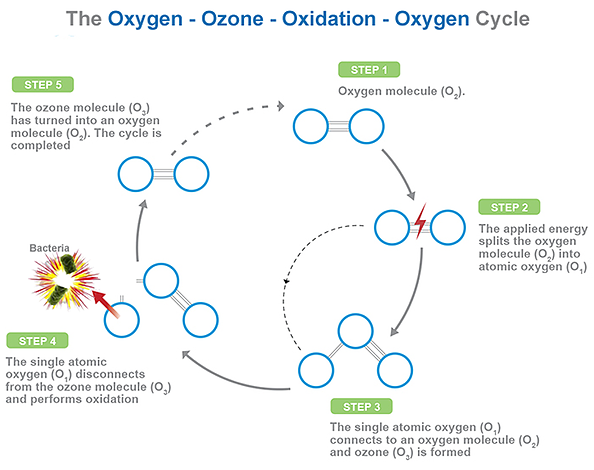 The Oxygen - Ozone - Oxidation - Oxygen Cycle
STEP 1
Oxygen molecule (O₂).
STEP 2
The applied energy
splits the oxygen
molecule (O₂) into
atomic oxygen (O₁)
STEP 3
The single atomic oxygen (O₁)
connects to an oxygen molecule (O₂)
and ozone (O₃) is formed
STEP 4
The single atomic
oxygen (O₁) disconnects
from the ozone molecule (O₃)
and performs oxidation
Bacteria
STEP 5
The ozone molecule (O₃)
has turned into an oxygen
molecule (O₂). The cycle is
completed